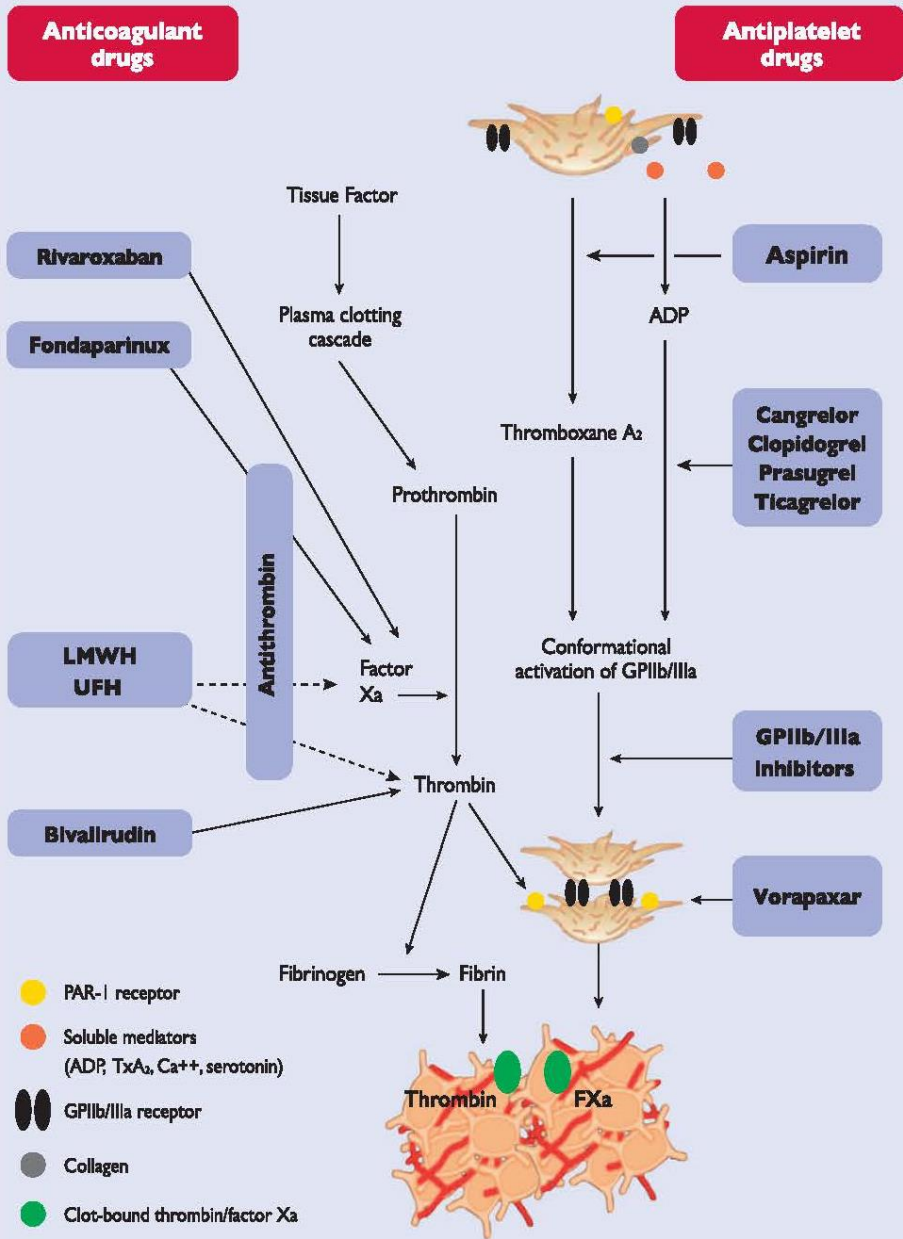 Anticoagulant
drugs
Antiplatelet
drugs
Tissue Factor
Rivaroxaban
Aspirin
Plasma clotting
cascade
ADP
Fondaparinux
Thromboxane A₂
Cangrelor
Clopidogrel
Prasugrel
Ticagrelor
Prothrombin
Antithrombin
LMWH
UFH
Factor
Xa
Conformational
activation of GPIIb/IIIa
GPIIb/IIIa
inhibitors
Thrombin
Bivalirudin
Vorapaxar
Fibrinogen
Fibrin
PAR-1 receptor
Soluble mediators
(ADP, TxA₂, Ca++, serotonin)
GPIIb/IIIa receptor
Collagen
Clot-bound thrombin/factor Xa
Thrombin
FXa